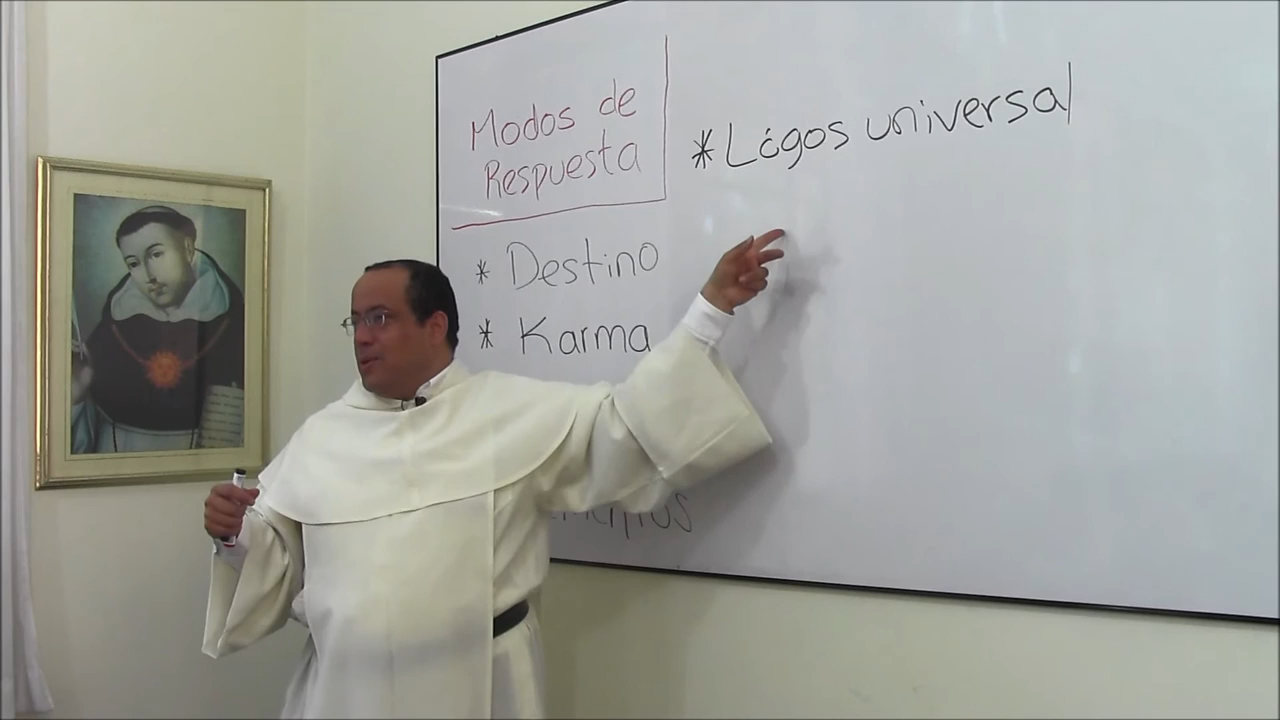 Modos de
Respuesta
* Destino
* Karma
* Lógos universal